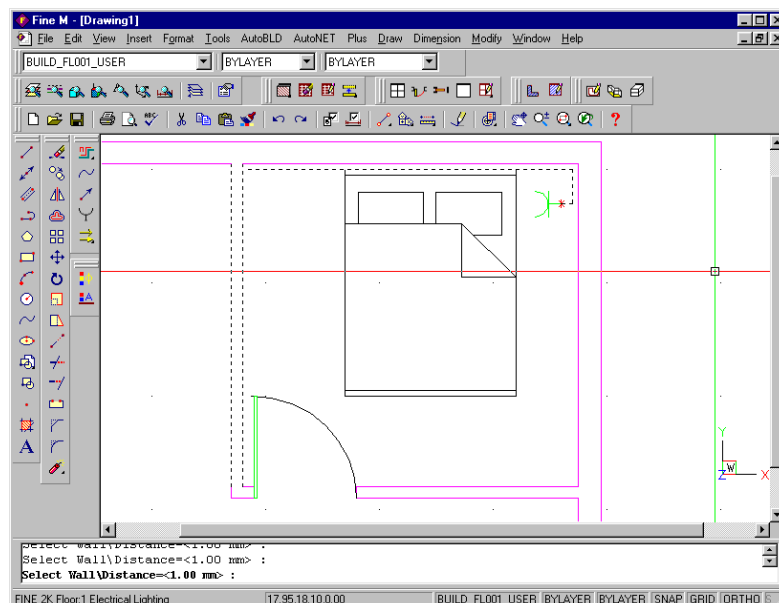 Fine M - [Drawing1]
File Edit View Insert Format Tools AutoBLD AutoNET Plus Draw Dimension Modify Window Help
BUILD_FL001_USER BYLAYER BYLAYER
ABC
?
A
A
Y
W
Z X
Select Wall\Distance=<1.00 mm> :
Select Wall\Distance=<1.00 mm> :
Select Wall\Distance=<1.00 mm> :
FINE 2K Floor:1 Electrical Lighting 17.95,18.10,0.00 BUILD_FL001_USER BYLAYER BYLAYER SNAP GRID ORTHO S